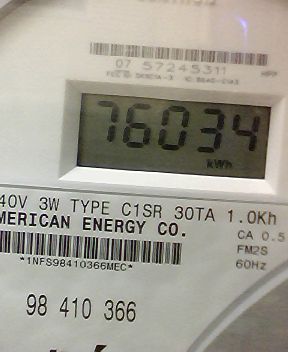 07 57245311
76034
kWh
40V 3W TYPE C1SR 30TA 1.0Kh
MERICAN ENERGY CO.
CA 0.5
FM2S
*1NFS98410366MEC*
60Hz
98 410 366